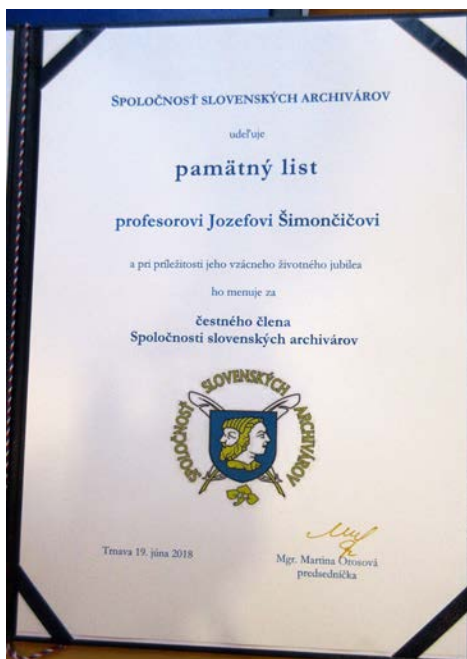 SPOLOČNOSŤ SLOVENSKÝCH ARCHIVÁROV
udeľuje
pamätný list
profesorovi Jozefovi Šimončičovi
a pri príležitosti jeho vzácneho životného jubilea
ho menuje za
čestného člena
Spoločnosti slovenských archivárov
SPOLOČNOSŤ SLOVENSKÝCH ARCHIVÁROV
Trnava 19. júna 2018
Mgr. Martina Orosová
predsedníčka